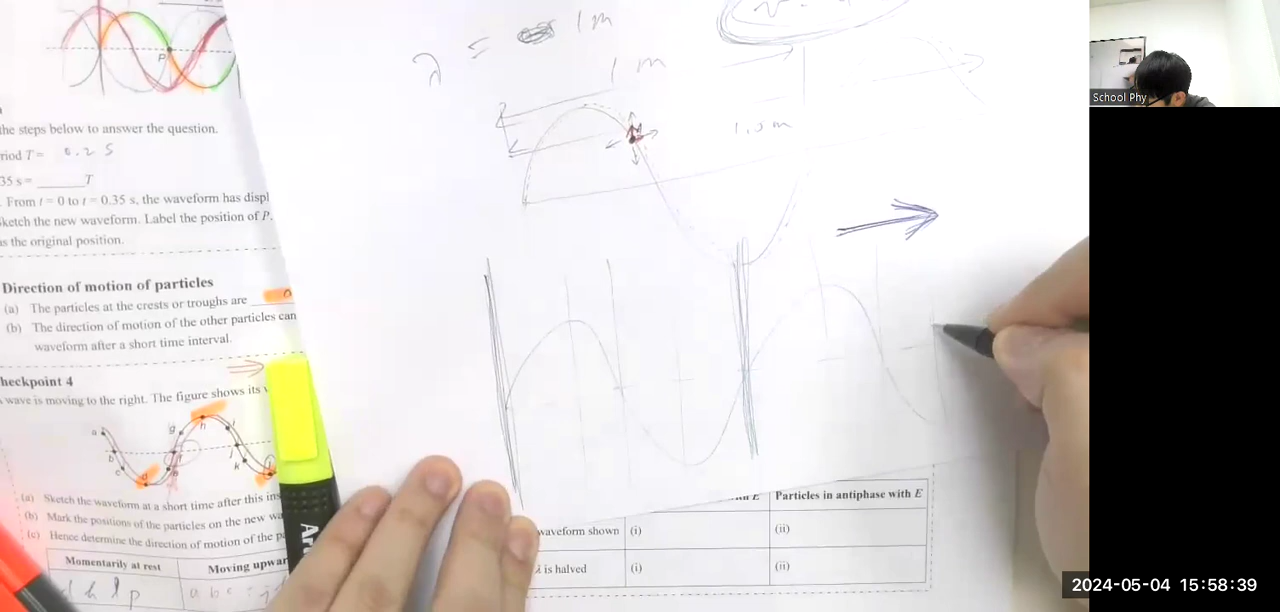 P
the steps below to answer the question.
riod T = 0.2 S
35 s = ______T
. From t = 0 to t = 0.35 s, the waveform has displ
Sketch the new waveform. Label the position of P.
as the original position.
Direction of motion of particles
(a) The particles at the crests or troughs are
(b) The direction of motion of the other particles can
waveform after a short time interval.
heckpoint 4
wave is moving to the right. The figure shows its
a
b
c
g
h
i
j
k
(a) Sketch the waveform at a short time after this ins
(b) Mark the positions of the particles on the new wa
(c) Hence determine the direction of motion of the p
Momentarily at rest
Moving upwar
d h l p
a b c
λ = 1 m
1 m
1.5 m
Particles in antiphase with E
waveform shown (i) (ii)
λ is halved (i) (ii)
School Phy
2024-05-04 15:58:39